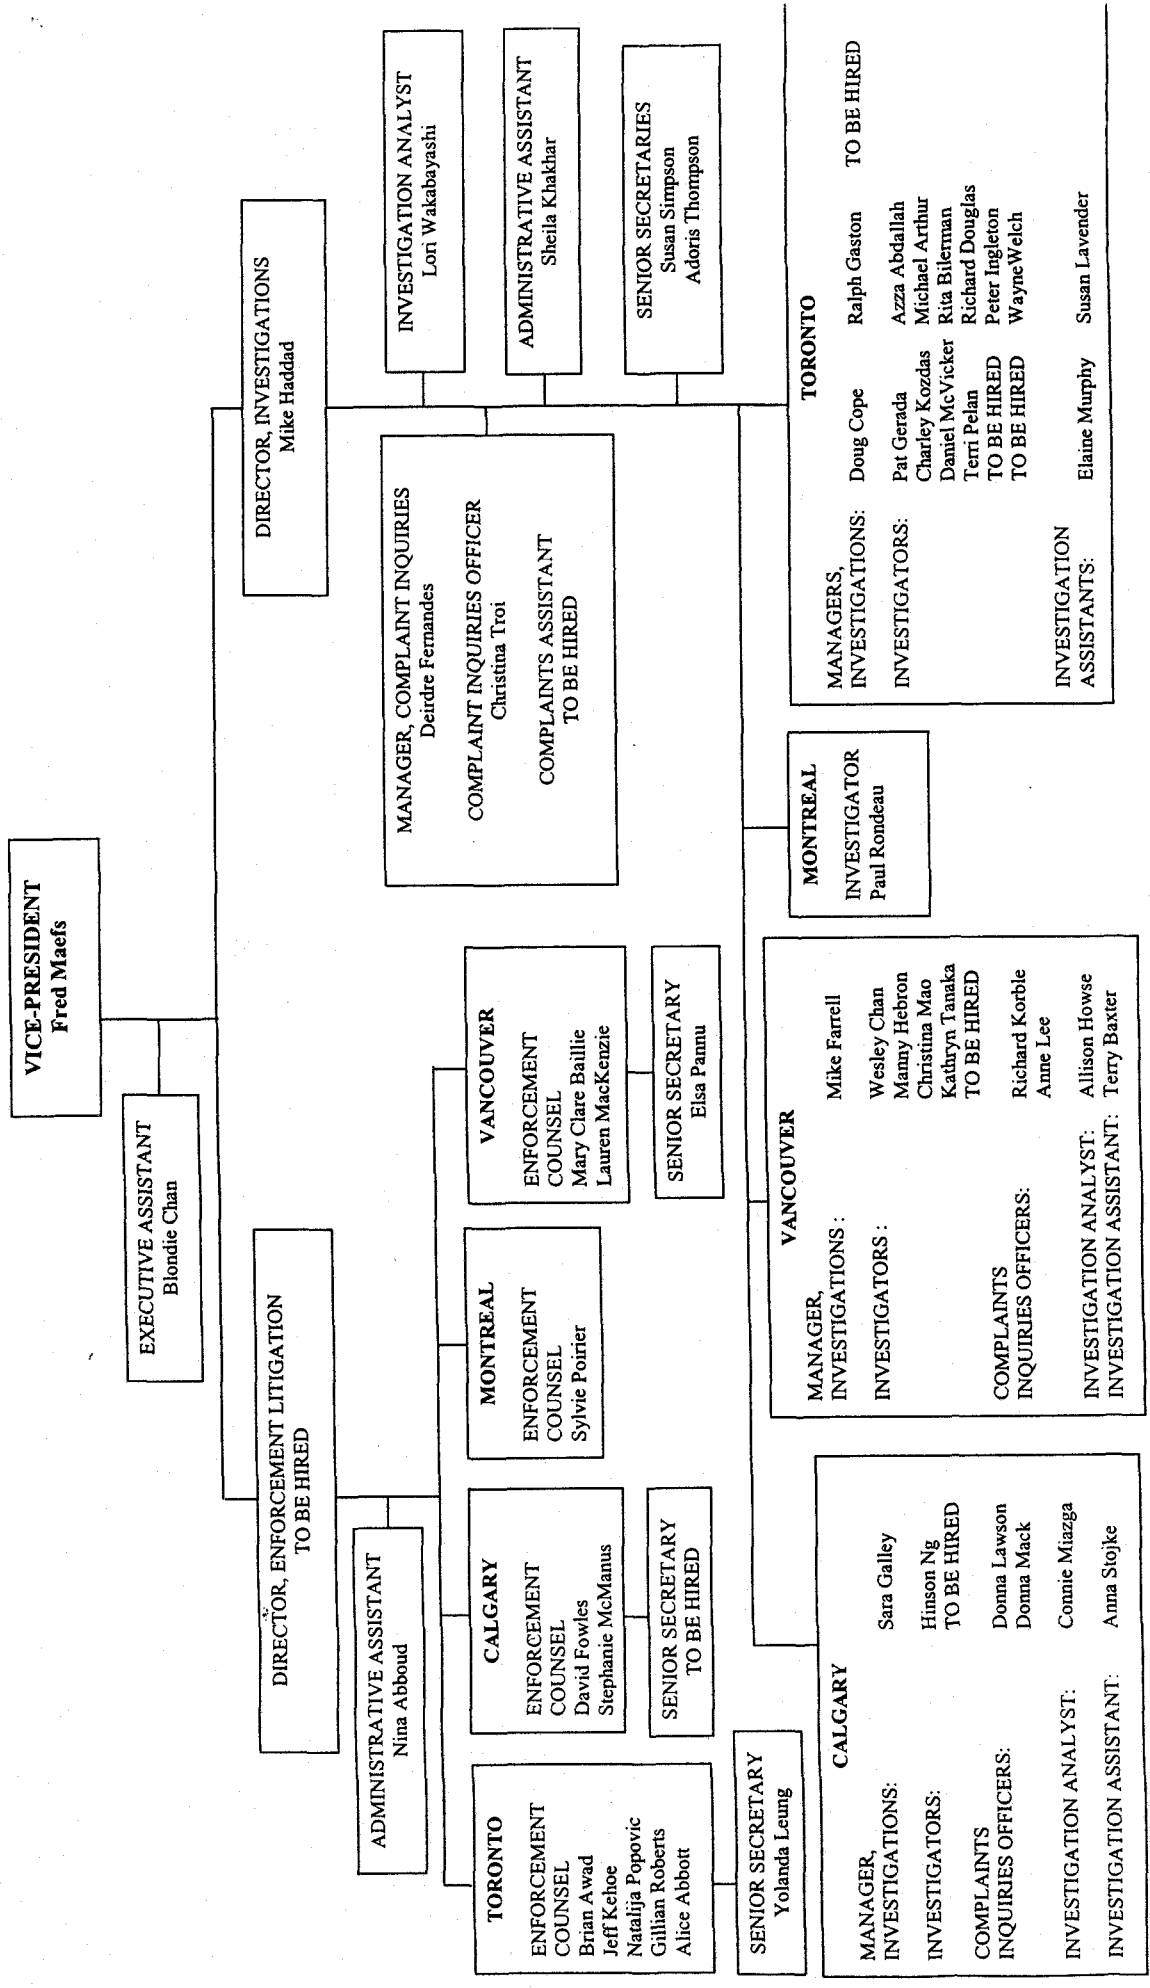 VICE-PRESIDENT
Fred Maefs
EXECUTIVE ASSISTANT
Blondie Chan
DIRECTOR, ENFORCEMENT LITIGATION
TO BE HIRED
DIRECTOR, INVESTIGATIONS
Mike Haddad
ADMINISTRATIVE ASSISTANT
Nina Abboud
TORONTO
ENFORCEMENT
COUNSEL
Brian Awad
Jeff Kehoe
Natalija Popovic
Gillian Roberts
Alice Abbott
SENIOR SECRETARY
Yolanda Leung
CALGARY
ENFORCEMENT
COUNSEL
David Fowles
Stephanie McManus
SENIOR SECRETARY
TO BE HIRED
MONTREAL
ENFORCEMENT
COUNSEL
Sylvie Poirier
VANCOUVER
ENFORCEMENT
COUNSEL
Mary Clare Baillie
Lauren MacKenzie
SENIOR SECRETARY
Elsa Pannu
MANAGER, COMPLAINT INQUIRIES
Deirdre Fernandes
COMPLAINT INQUIRIES OFFICER
Christina Troi
COMPLAINTS ASSISTANT
TO BE HIRED
INVESTIGATION ANALYST
Lori Wakabayashi
ADMINISTRATIVE ASSISTANT
Sheila Khakhar
SENIOR SECRETARIES
Susan Simpson
Adoris Thompson
CALGARY
MANAGER,
INVESTIGATIONS: Sara Galley
INVESTIGATORS: Hinson Ng
TO BE HIRED
COMPLAINTS Donna Lawson
INQUIRIES OFFICERS: Donna Mack
INVESTIGATION ANALYST: Connie Miazga
INVESTIGATION ASSISTANT: Anna Stojke
VANCOUVER
MANAGER,
INVESTIGATIONS : Mike Farrell
INVESTIGATORS : Wesley Chan
Manny Hebron
Christina Mao
Kathryn Tanaka
TO BE HIRED
COMPLAINTS
INQUIRIES OFFICERS: Richard Korble
Anne Lee
INVESTIGATION ANALYST: Allison Howse
INVESTIGATION ASSISTANT: Terry Baxter
MONTREAL
INVESTIGATOR
Paul Rondeau
TORONTO
MANAGERS,
INVESTIGATIONS: Doug Cope Ralph Gaston TO BE HIRED
INVESTIGATORS: Pat Gerada Azza Abdallah
Charley Kozdas Michael Arthur
Daniel McVicker Rita Bilerman
Terri Pelan Richard Douglas
TO BE HIRED Peter Ingleton
TO BE HIRED WayneWelch
INVESTIGATION
ASSISTANTS: Elaine Murphy Susan Lavender